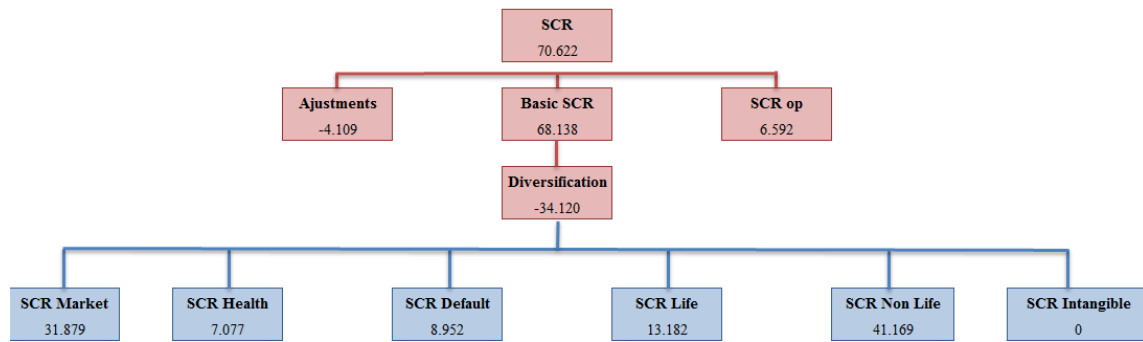 SCR
70.622
Ajustments
-4.109
Basic SCR
68.138
SCR op
6.592
Diversification
-34.120
SCR Market
31.879
SCR Health
7.077
SCR Default
8.952
SCR Life
13.182
SCR Non Life
41.169
SCR Intangible
0